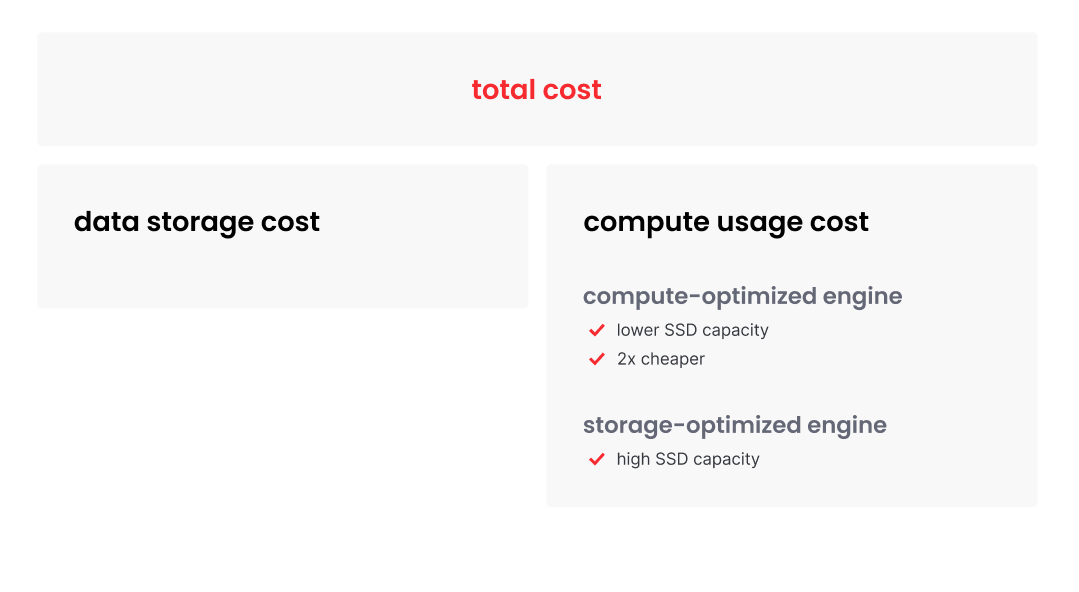 total cost
data storage cost
compute usage cost
compute-optimized engine
lower SSD capacity
2x cheaper
storage-optimized engine
high SSD capacity